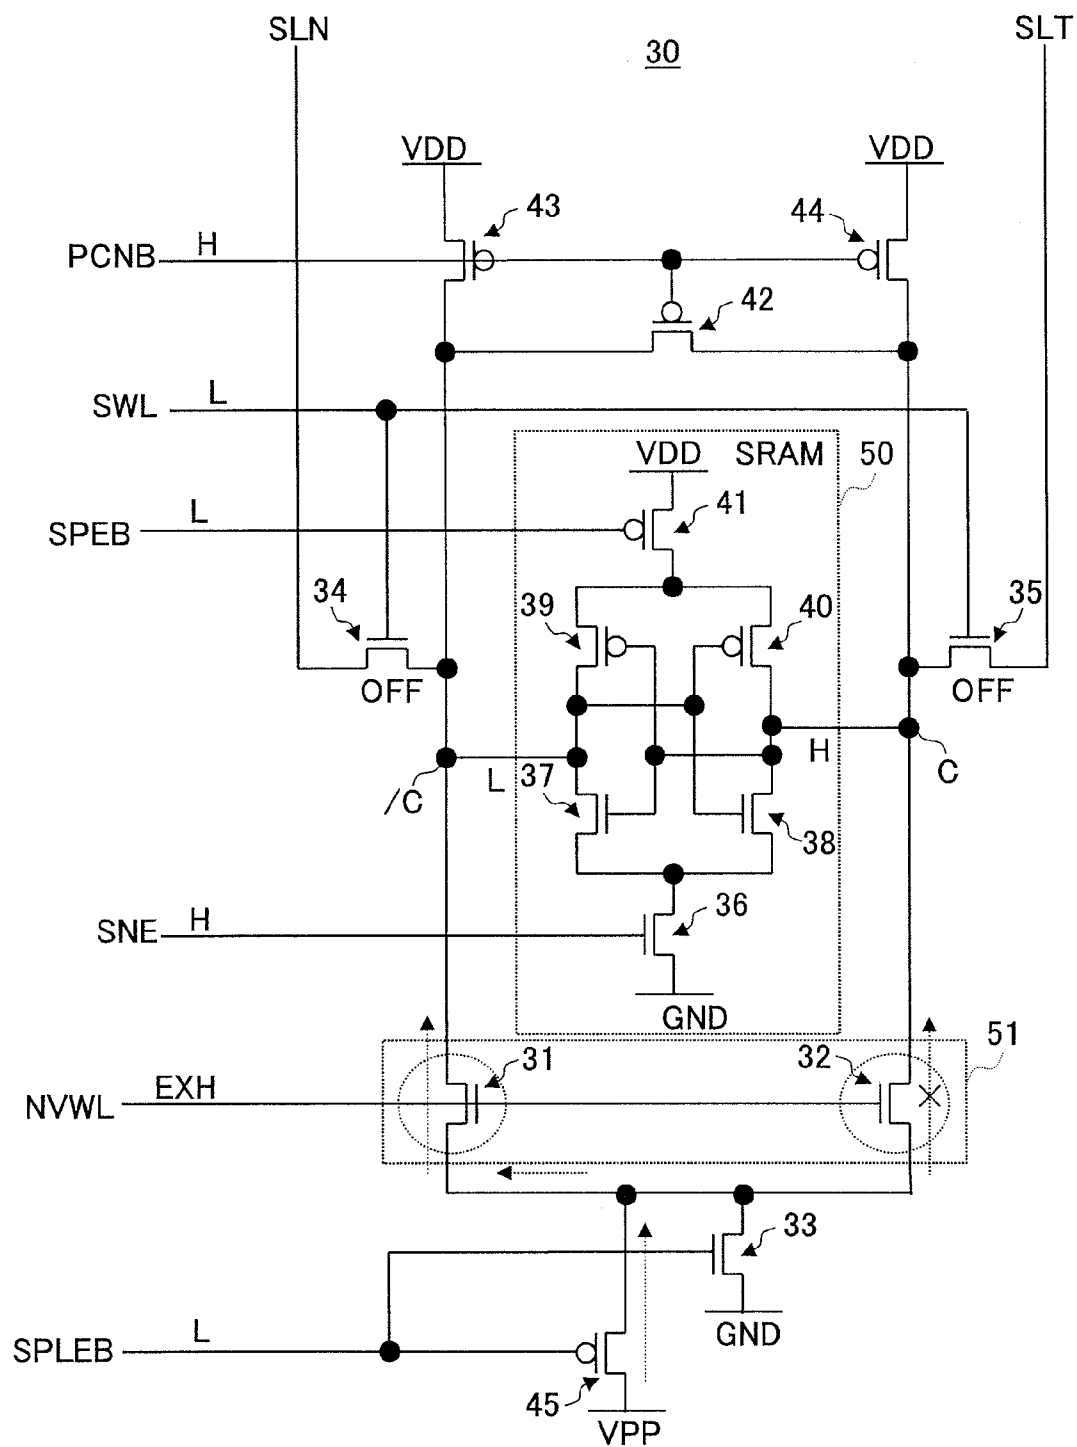 SLN
SLT
30
VDD
VDD
43
44
PCNB
H
42
SWL
L
VDD
SRAM
50
SPEB
L
41
34
39
40
35
OFF
OFF
/C
L
37
H
C
38
SNE
H
36
GND
51
31
32
NVWL
EXH
33
GND
SPLEB
L
45
VPP